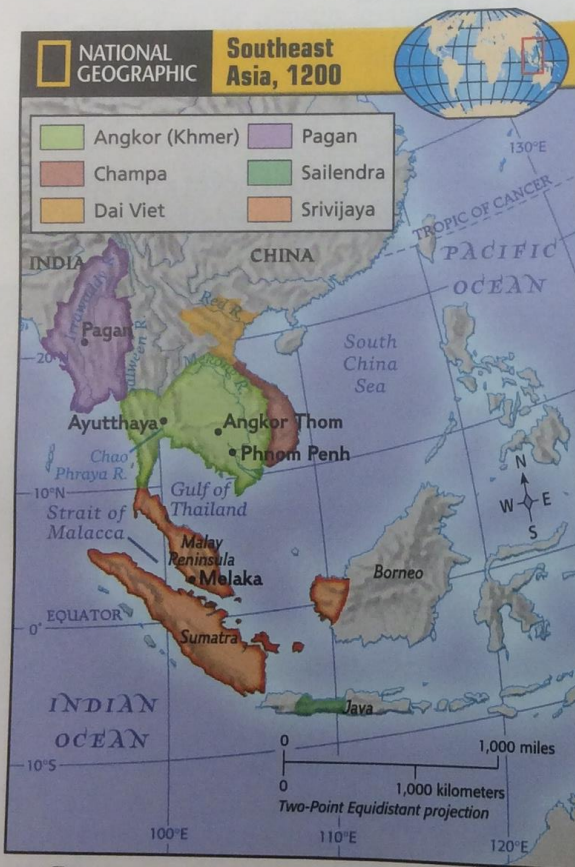 NATIONAL
GEOGRAPHIC
Southeast
Asia, 1200
Angkor (Khmer)
Champa
Dai Viet
Pagan
Sailendra
Srivijaya
130°E
TROPIC OF CANCER
PACIFIC
OCEAN
INDIA
CHINA
Irrawaddy R.
Red R.
Pagan
Salween R.
Mekong R.
20°
South
China
Sea
Ayutthaya
Angkor Thom
Phnom Penh
Chao
Phraya R.
10°N
Gulf of
Thailand
Strait of
Malacca
N
W E
S
Malay
Peninsula
Melaka
Borneo
EQUATOR
0°
Sumatra
INDIAN
OCEAN
Java
0
1,000 miles
0
1,000 kilometers
Two-Point Equidistant projection
10°S
100°E
110°E
120°E